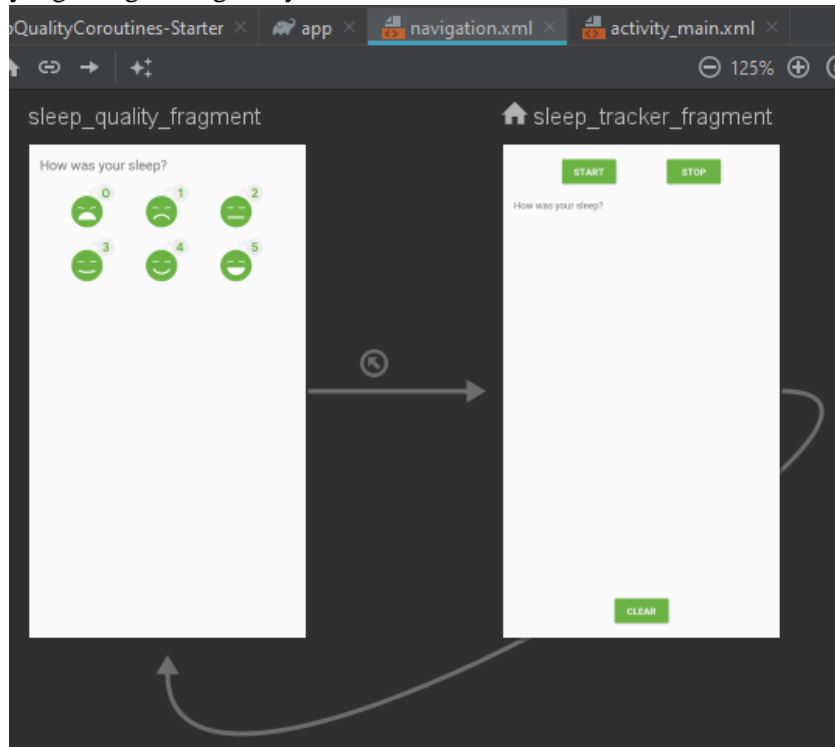 QualityCoroutines-Starter app navigation.xml activity_main.xml
125%
sleep_quality_fragment
sleep_tracker_fragment
How was your sleep?
0 1 2
3 4 5
START STOP
How was your sleep?
CLEAR